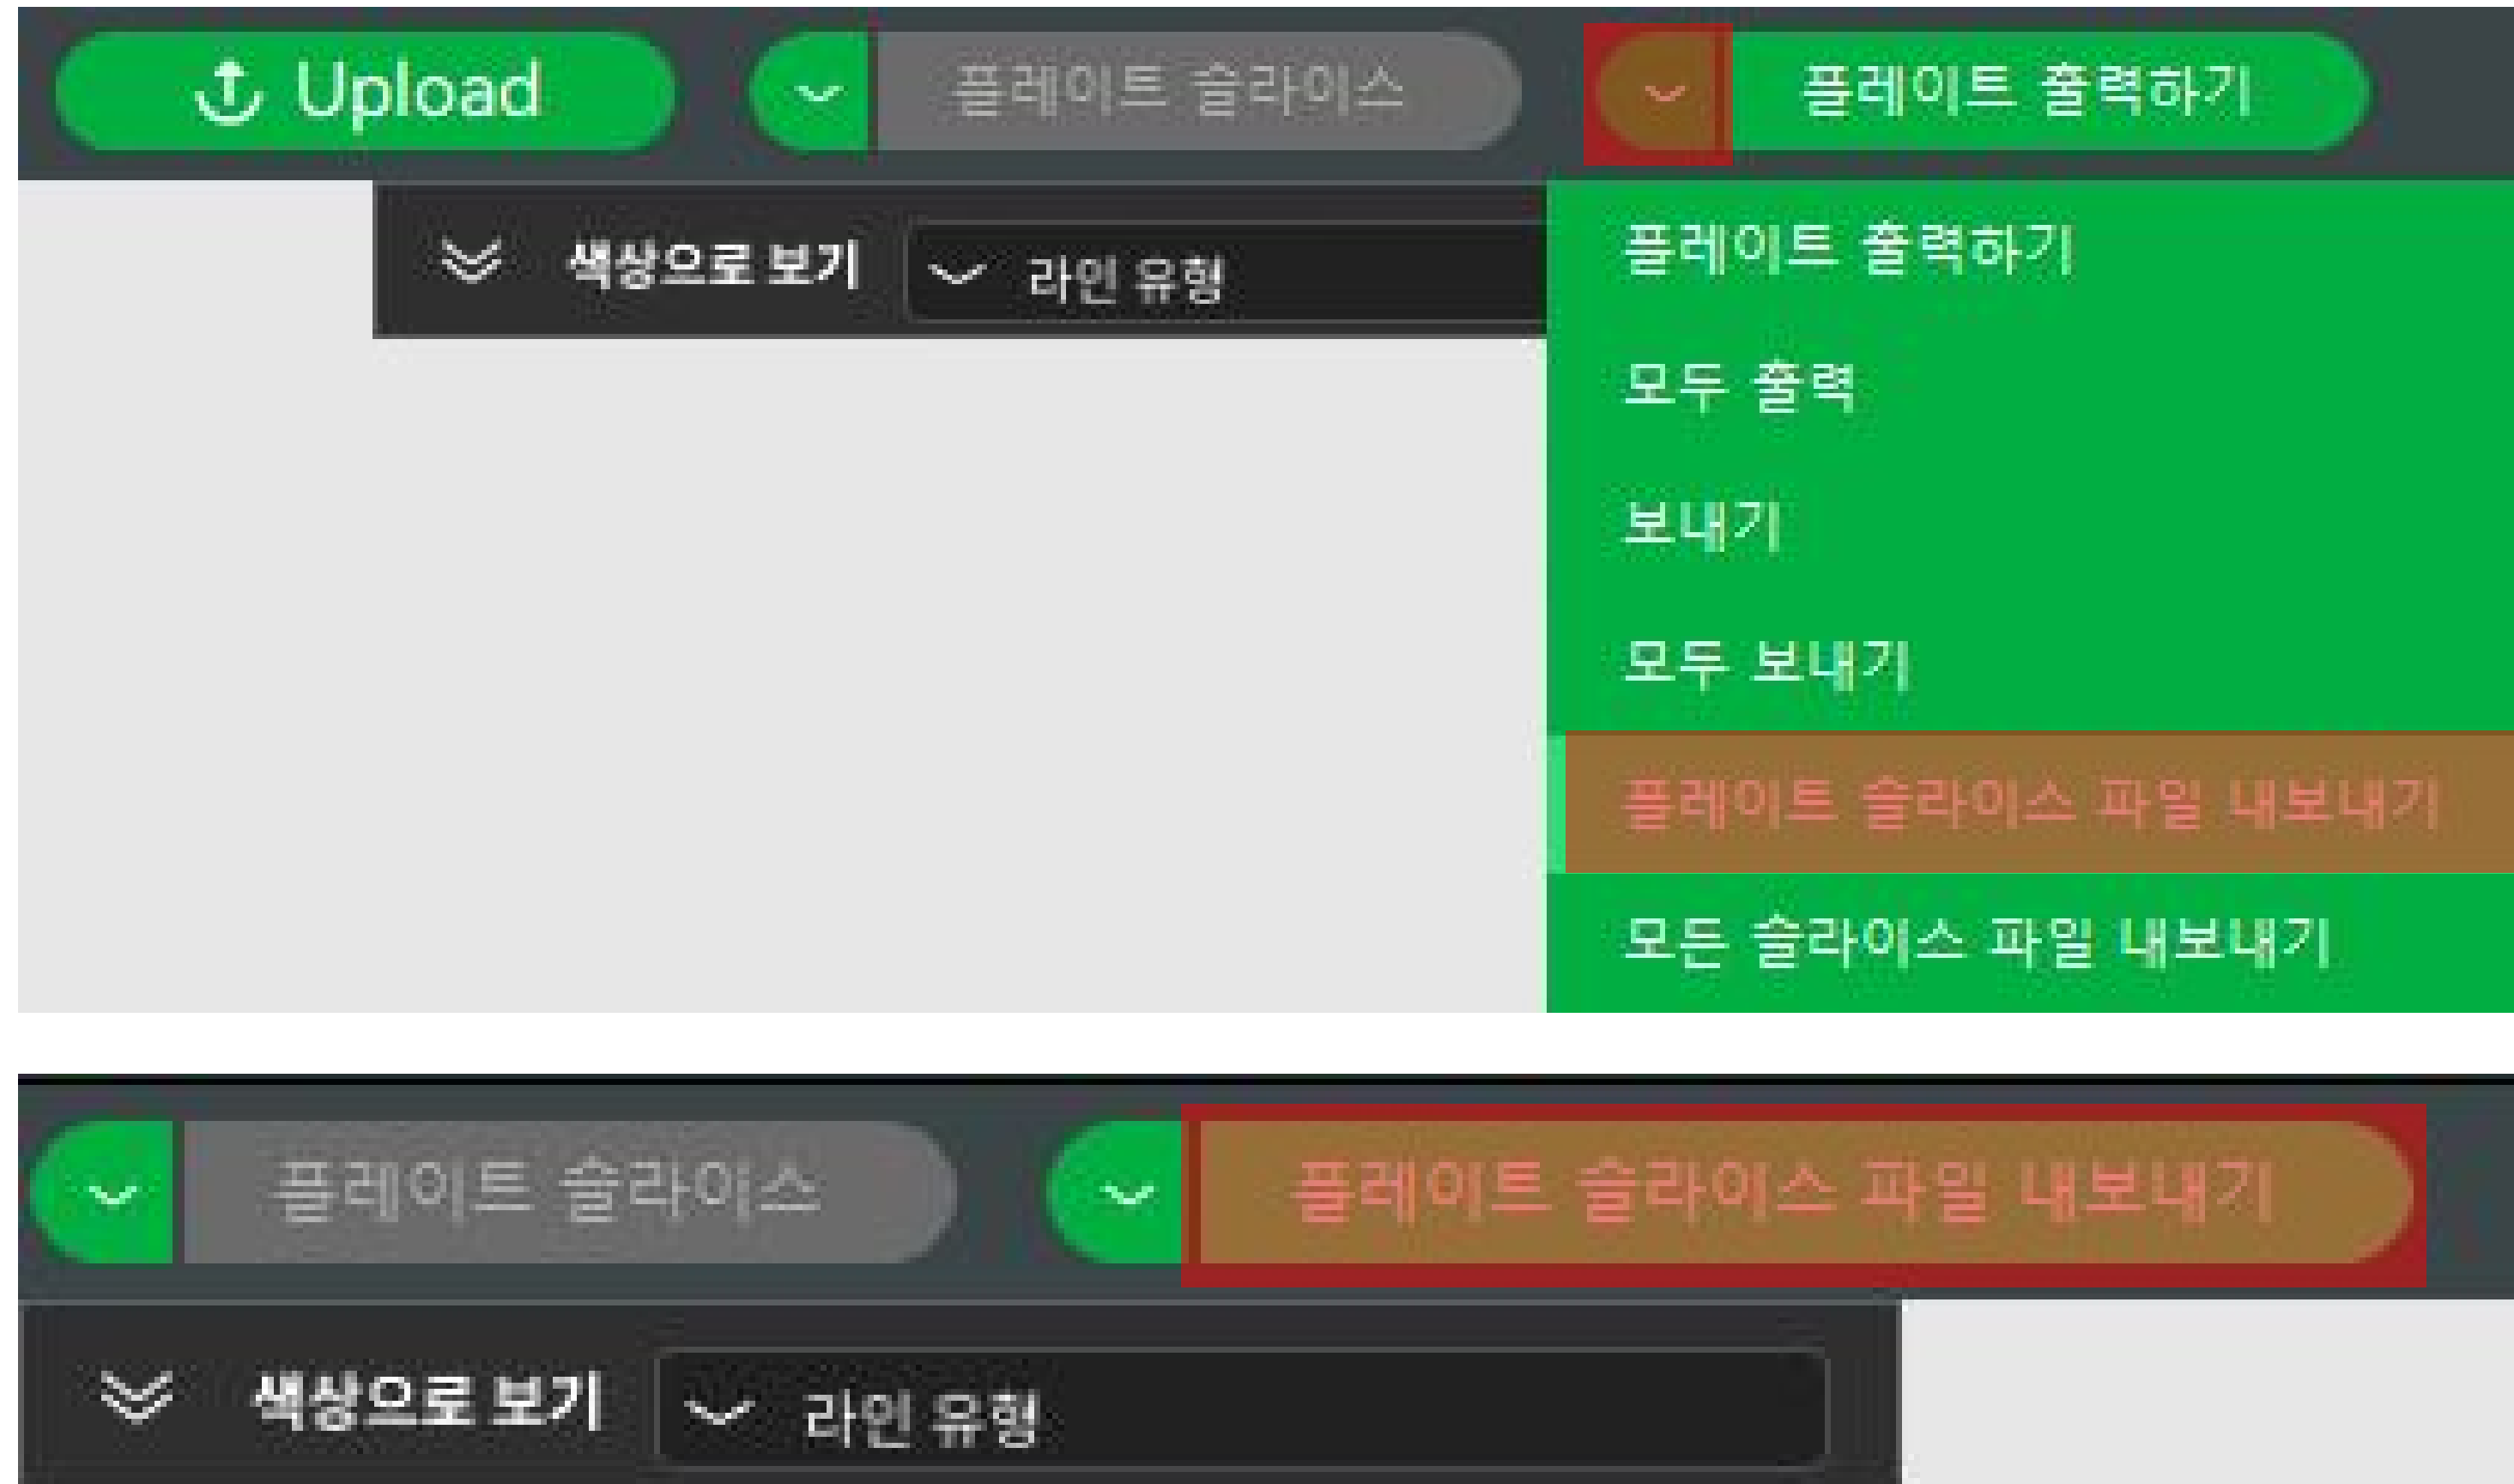 Upload 플레이트 슬라이스 플레이트 출력하기
색상으로 보기 라인 유형
플레이트 출력하기
모두 출력
보내기
모두 보내기
플레이트 슬라이스 파일 내보내기
모든 슬라이스 파일 내보내기
플레이트 슬라이스 플레이트 슬라이스 파일 내보내기
색상으로 보기 라인 유형